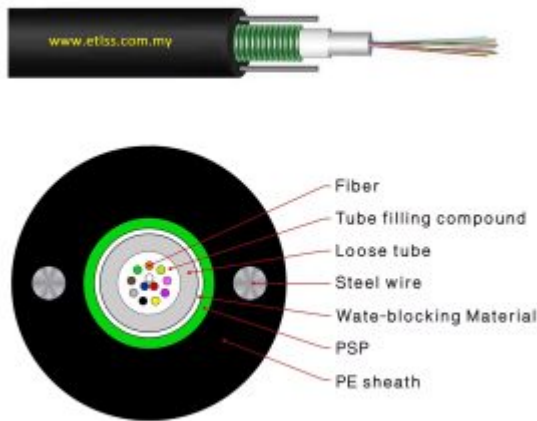 www.etlss.com.my
Fiber
Tube filling compound
Loose tube
Steel wire
Wate-blocking Material
PSP
PE sheath